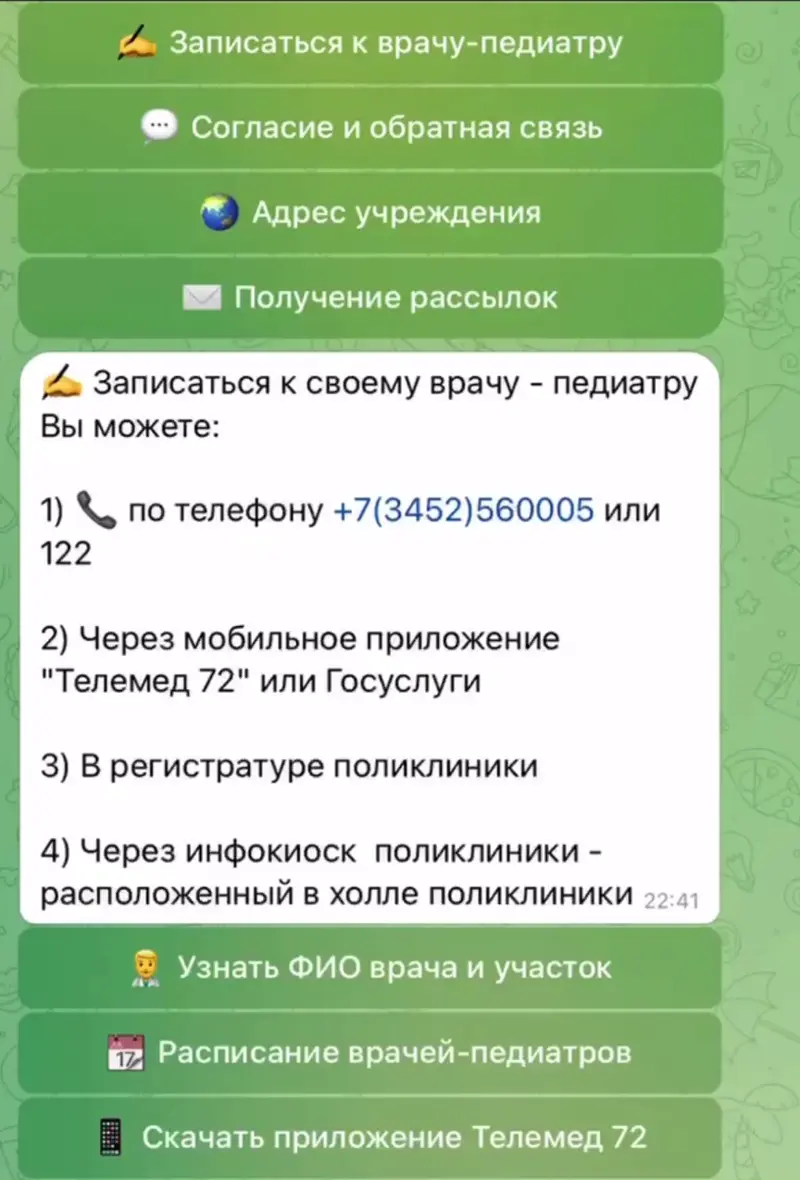 ✍️ Записаться к врачу-педиатру
💬 Согласие и обратная связь
🌏 Адрес учреждения
✉️ Получение рассылок
✍️ Записаться к своему врачу - педиатру
Вы можете:
1) 📞 по телефону +7(3452)560005 или
122
2) Через мобильное приложение
"Телемед 72" или Госуслуги
3) В регистратуре поликлиники
4) Через инфокиоск  поликлиники -
расположенный в холле поликлиники 22:41
👨‍⚕️ Узнать ФИО врача и участок
📆 Расписание врачей-педиатров
📱 Скачать приложение Телемед 72